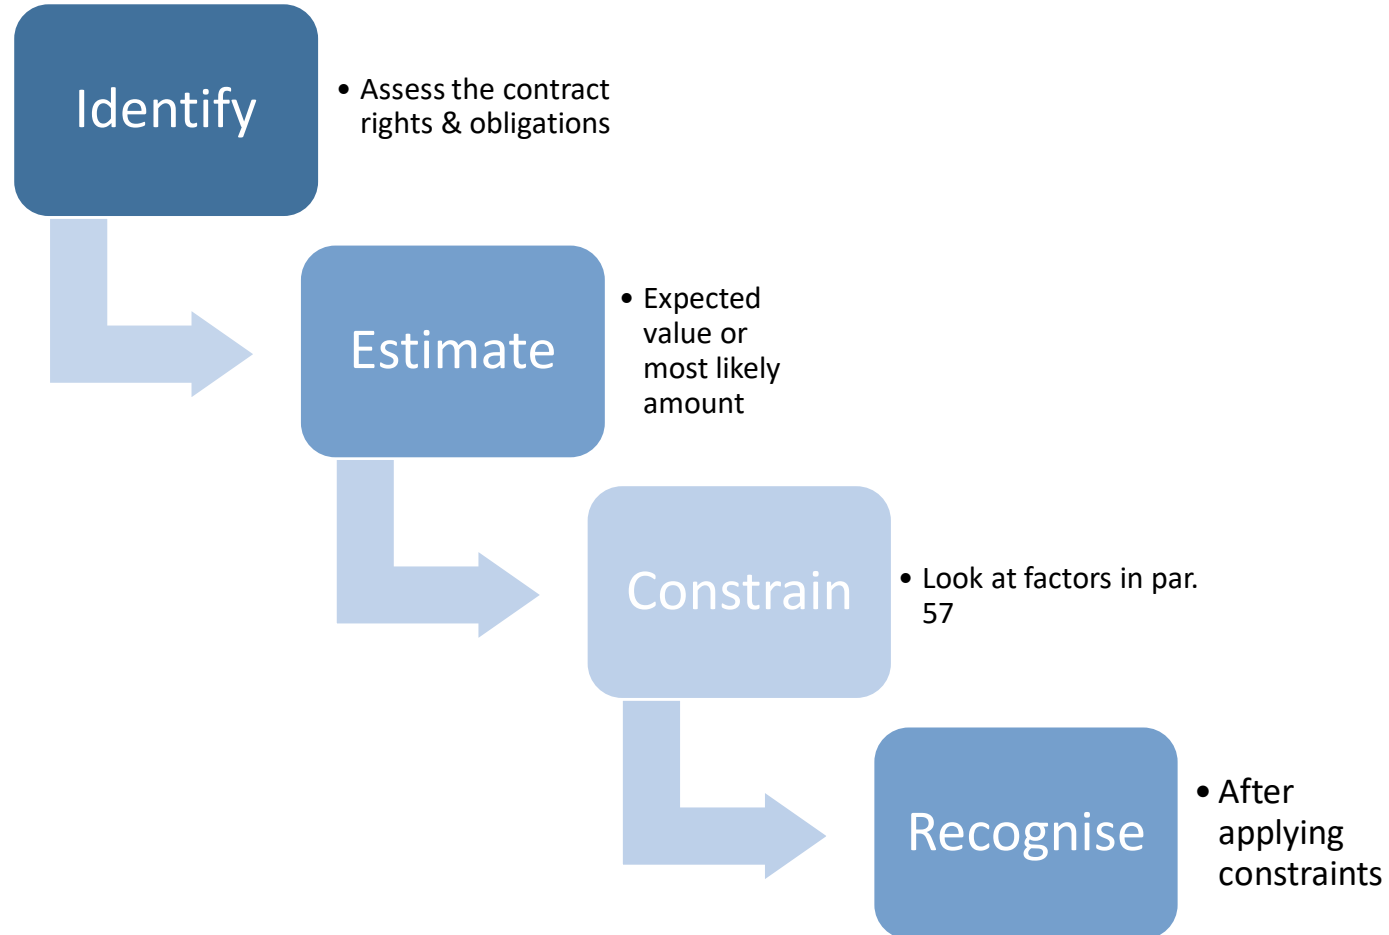 Identify
• Assess the contract
rights & obligations
Estimate
• Expected
value or
most likely
amount
Constrain
• Look at factors in par.
57
Recognise
• After
applying
constraints